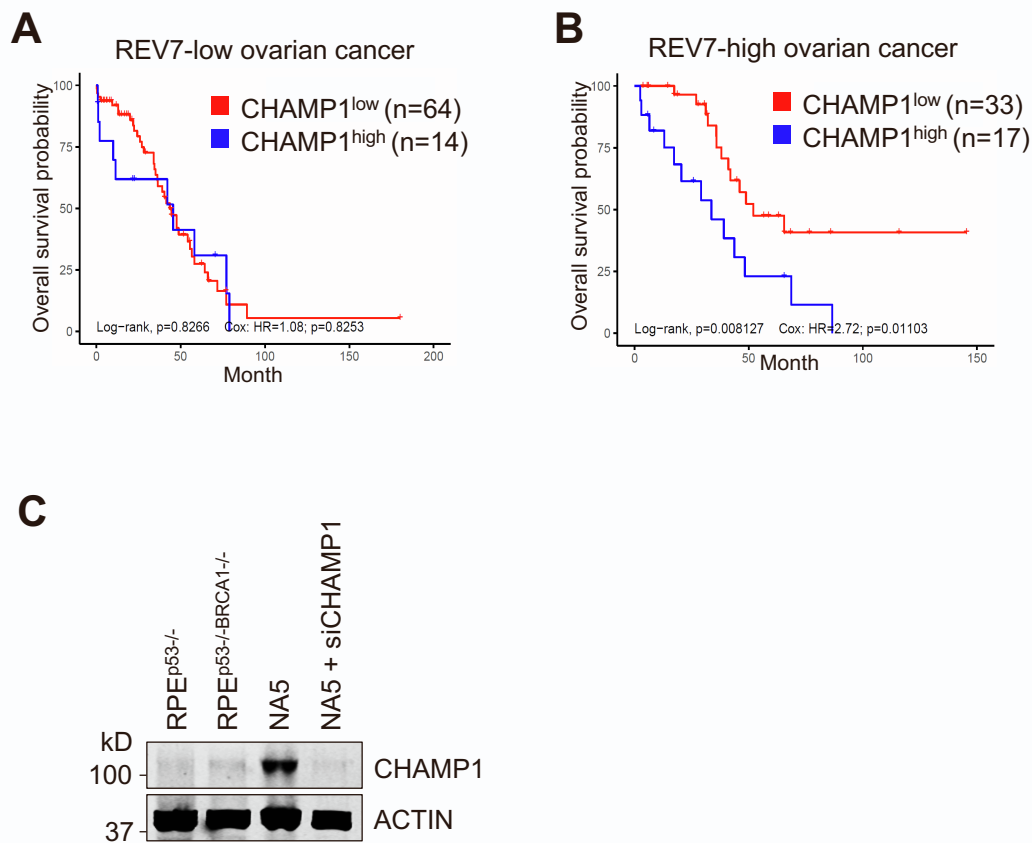 A
REV7-low ovarian cancer
CHAMP1low (n=64)
CHAMP1high (n=14)
Overall survival probability
100
75
50
25
0
Log-rank, p=0.8266 Cox: HR=1.08; p=0.8253
0 50 100 150 200
Month
B
REV7-high ovarian cancer
CHAMP1low (n=33)
CHAMP1high (n=17)
Overall survival probability
100
75
50
25
0
Log-rank, p=0.008127 Cox: HR=2.72; p=0.01103
0 50 100 150
Month
C
RPEp53-/-
RPEp53-/-BRCA1-/-
NA5
NA5 + siCHAMP1
kD
100
CHAMP1
37
ACTIN